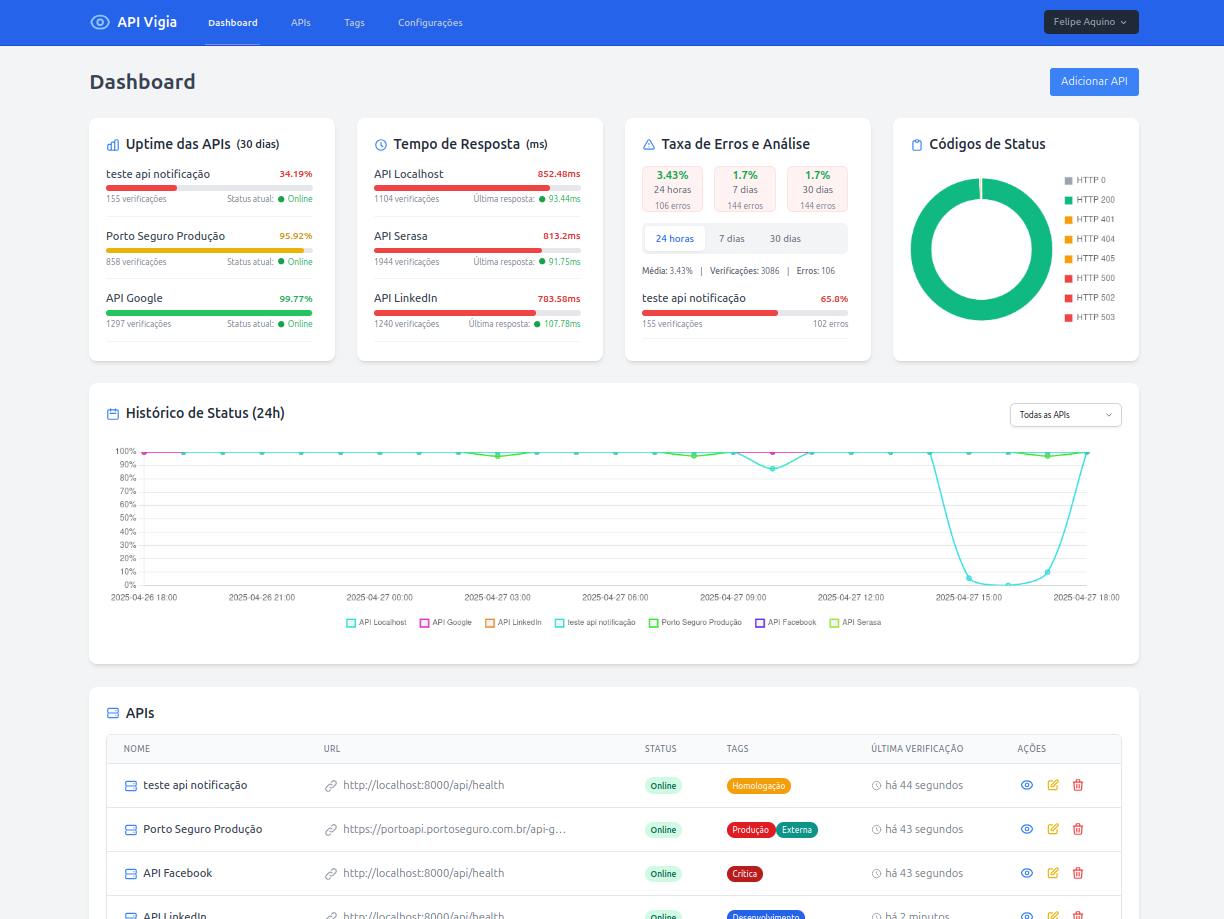 API Vigia Dashboard APIs Tags Configurações Felipe Aquino
Dashboard Adicionar API
Uptime das APIs (30 dias)
teste api notificação 34.19%
155 verificações Status atual: Online
Porto Seguro Produção 95.92%
858 verificações Status atual: Online
API Google 99.77%
1297 verificações Status atual: Online
Tempo de Resposta (ms)
API Localhost 852.48ms
1104 verificações Última resposta: 93.44ms
API Serasa 813.2ms
1944 verificações Última resposta: 91.75ms
API LinkedIn 783.58ms
1240 verificações Última resposta: 107.78ms
Taxa de Erros e Análise
3.43% 1.7% 1.7%
24 horas 7 dias 30 dias
106 erros 144 erros 144 erros
24 horas 7 dias 30 dias
Média: 3.43% | Verificações: 3086 | Erros: 106
teste api notificação 65.8%
155 verificações 102 erros
Códigos de Status
HTTP 0
HTTP 200
HTTP 401
HTTP 404
HTTP 405
HTTP 500
HTTP 502
HTTP 503
Histórico de Status (24h) Todas as APIs
100%
90%
80%
70%
60%
50%
40%
30%
20%
10%
0%
2025-04-26 18:00 2025-04-26 21:00 2025-04-27 00:00 2025-04-27 03:00 2025-04-27 06:00 2025-04-27 09:00 2025-04-27 12:00 2025-04-27 15:00 2025-04-27 18:00
API Localhost API Google API LinkedIn teste api notificação Porto Seguro Produção API Facebook API Serasa
APIs
NOME URL STATUS TAGS ÚLTIMA VERIFICAÇÃO AÇÕES
teste api notificação http://localhost:8000/api/health Online Homologação há 44 segundos
Porto Seguro Produção https://portoapi.portoseguro.com.br/api-g... Online Produção Externa há 43 segundos
API Facebook http://localhost:8000/api/health Online Crítica há 43 segundos
API LinkedIn http://localhost:8000/api/health Online Desenvolvimento há 2 minutos